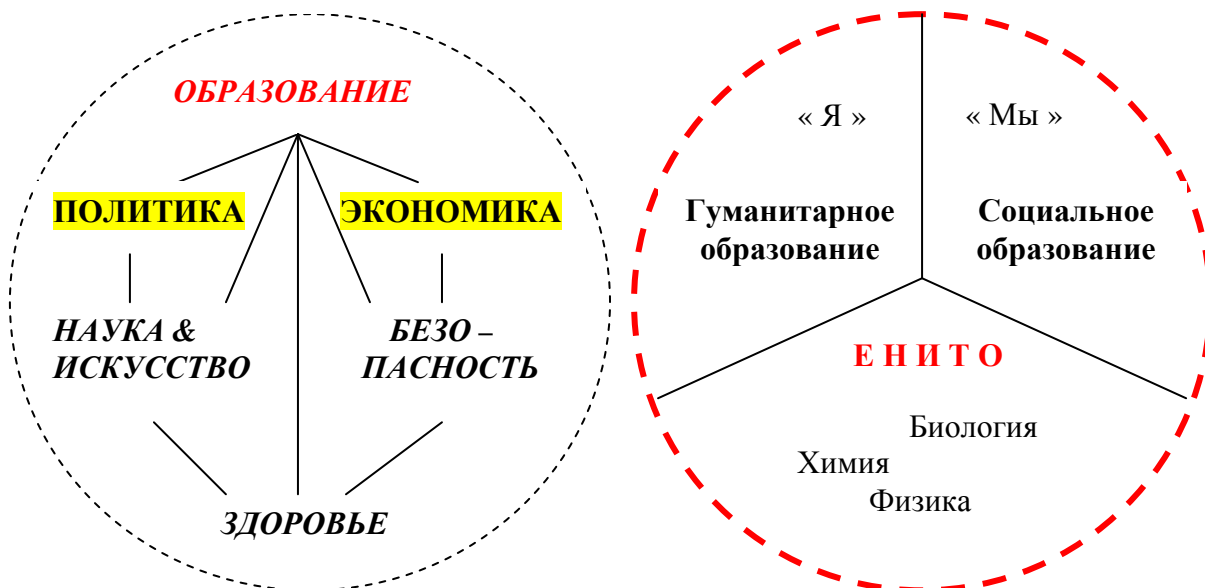 ОБРАЗОВАНИЕ
ПОЛИТИКА
ЭКОНОМИКА
НАУКА &
ИСКУССТВО
БЕЗО –
ПАСНОСТЬ
ЗДОРОВЬЕ
« Я »
« Мы »
Гуманитарное
образование
Социальное
образование
Е Н И Т О
Биология
Химия
Физика